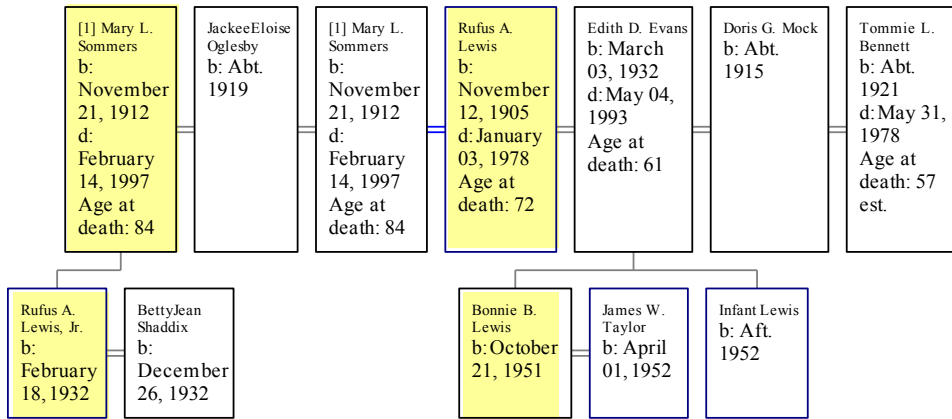 [1] Mary L.
Sommers
b:
November
21, 1912
d:
February
14, 1997
Age at
death: 84
JackeeEloise
Oglesby
b: Abt.
1919
[1] Mary L.
Sommers
b:
November
21, 1912
d:
February
14, 1997
Age at
death: 84
Rufus A.
Lewis
b:
November
12, 1905
d: January
03, 1978
Age at
death: 72
Edith D. Evans
b: March
03, 1932
d: May 04,
1993
Age at
death: 61
Doris G. Mock
b: Abt.
1915
Tommie L.
Bennett
b: Abt.
1921
d: May 31,
1978
Age at
death: 57
est.
Rufus A.
Lewis, Jr.
b:
February
18, 1932
BettyJean
Shaddix
b:
December
26, 1932
Bonnie B.
Lewis
b: October
21, 1951
James W.
Taylor
b: April
01, 1952
Infant Lewis
b: Aft.
1952